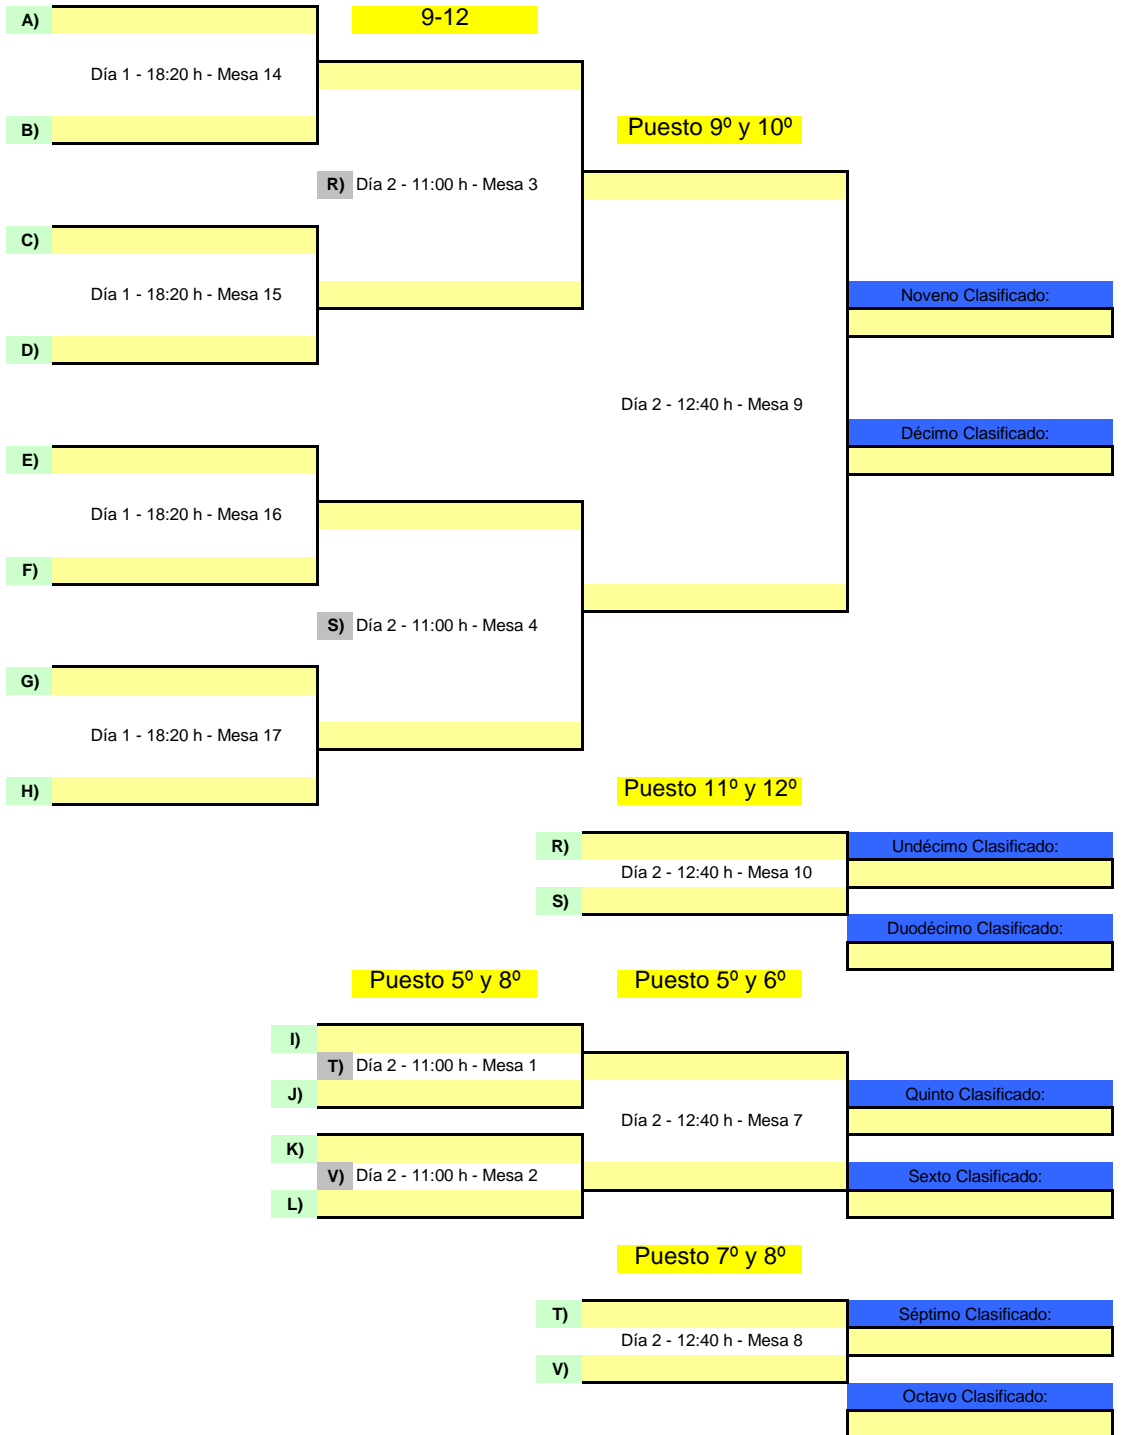 A)
9-12
Día 1 - 18:20 h - Mesa 14
B)
Puesto 9º y 10º
R) Día 2 - 11:00 h - Mesa 3
C)
Día 1 - 18:20 h - Mesa 15
Noveno Clasificado:
D)
Día 2 - 12:40 h - Mesa 9
Décimo Clasificado:
E)
Día 1 - 18:20 h - Mesa 16
F)
S) Día 2 - 11:00 h - Mesa 4
G)
Día 1 - 18:20 h - Mesa 17
H)
Puesto 11º y 12º
R)
Undécimo Clasificado:
Día 2 - 12:40 h - Mesa 10
S)
Duodécimo Clasificado:
Puesto 5º y 8º
Puesto 5º y 6º
I)
T) Día 2 - 11:00 h - Mesa 1
J)
Quinto Clasificado:
Día 2 - 12:40 h - Mesa 7
K)
V) Día 2 - 11:00 h - Mesa 2
Sexto Clasificado:
L)
Puesto 7º y 8º
T)
Séptimo Clasificado:
Día 2 - 12:40 h - Mesa 8
V)
Octavo Clasificado: